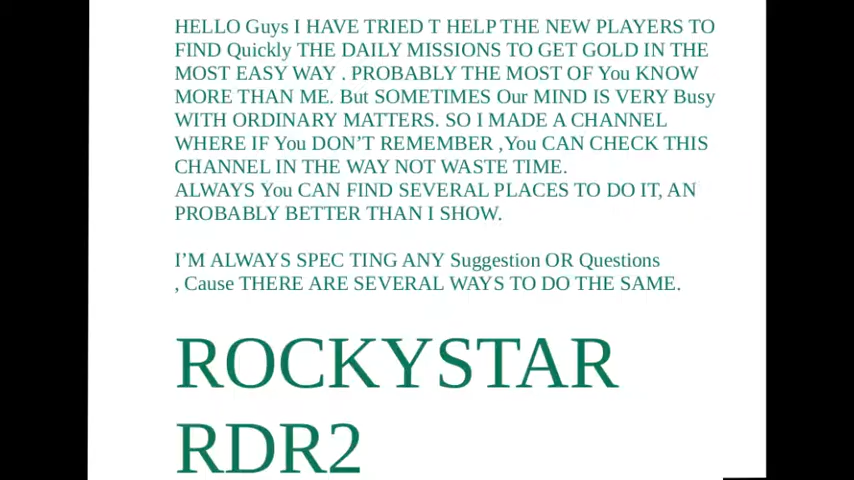 HELLO Guys I HAVE TRIED T HELP THE NEW PLAYERS TO
FIND Quickly THE DAILY MISSIONS TO GET GOLD IN THE
MOST EASY WAY . PROBABLY THE MOST OF You KNOW
MORE THAN ME. But SOMETIMES Our MIND IS VERY Busy
WITH ORDINARY MATTERS. SO I MADE A CHANNEL
WHERE IF You DON’T REMEMBER ,You CAN CHECK THIS
CHANNEL IN THE WAY NOT WASTE TIME.
ALWAYS You CAN FIND SEVERAL PLACES TO DO IT, AN
PROBABLY BETTER THAN I SHOW.
I’M ALWAYS SPEC TING ANY Suggestion OR Questions
, Cause THERE ARE SEVERAL WAYS TO DO THE SAME.
ROCKYSTAR
RDR2